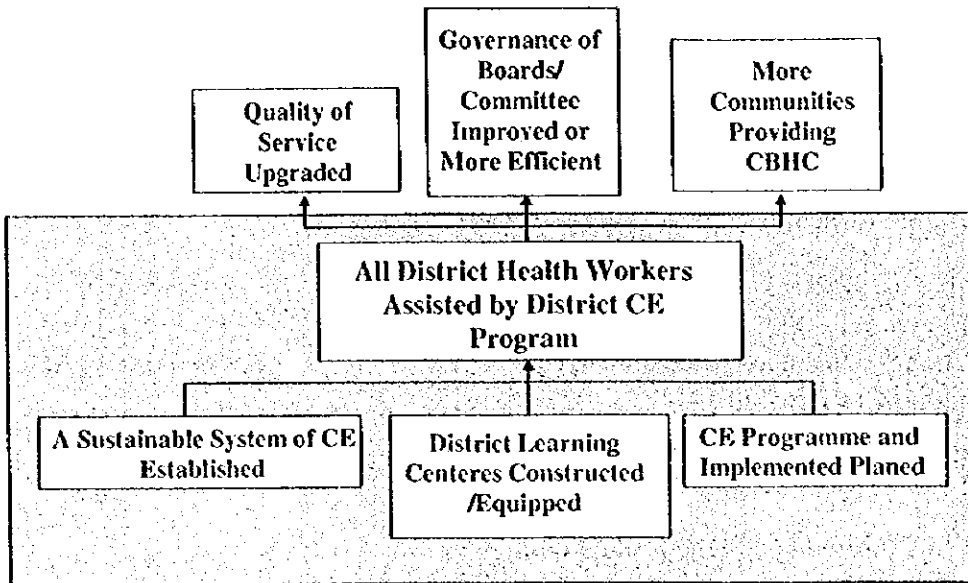 Quality of
Service
Upgraded
Governance of
Boards/
Committee
Improved or
More Efficient
More
Communities
Providing
CBHC
All District Health Workers
Assisted by District CE
Program
A Sustainable System of CE
Established
District Learning
Centeres Constructed
/Equipped
CE Programme and
Implemented Planed